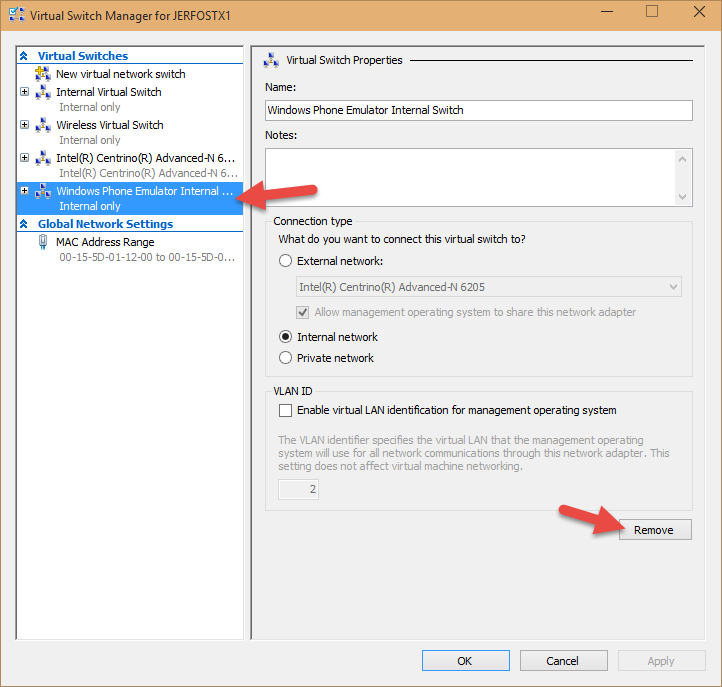 Virtual Switch Manager for JERFOSTX1
Virtual Switches
New virtual network switch
Internal Virtual Switch
Internal only
Wireless Virtual Switch
Internal only
Intel(R) Centrino(R) Advanced-N 6...
Intel(R) Centrino(R) Advanced-N 6...
Windows Phone Emulator Internal ...
Internal only
Global Network Settings
MAC Address Range
00-15-5D-01-12-00 to 00-15-5D-0...
Virtual Switch Properties
Name:
Windows Phone Emulator Internal Switch
Notes:
Connection type
What do you want to connect this virtual switch to?
External network:
Intel(R) Centrino(R) Advanced-N 6205
Allow management operating system to share this network adapter
Internal network
Private network
VLAN ID
Enable virtual LAN identification for management operating system
The VLAN identifier specifies the virtual LAN that the management operating
system will use for all network communications through this network adapter. This
setting does not affect virtual machine networking.
2
Remove
OK
Cancel
Apply